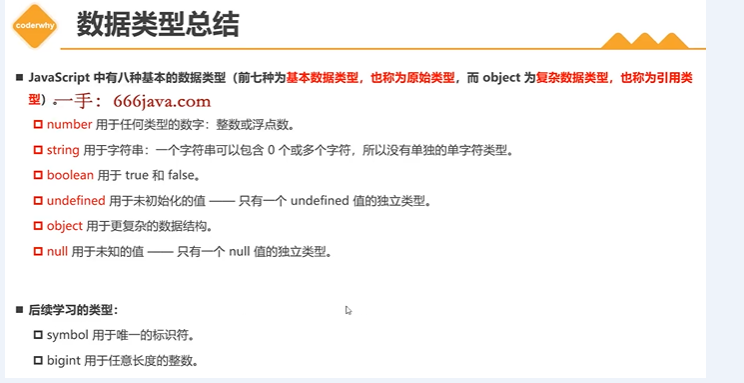 coderwhy
数据类型总结
■ JavaScript 中有八种基本的数据类型（前七种为基本数据类型，也称为原始类型，而 object 为复杂数据类型，也称为引用类
型）。一手：666java.com
number 用于任何类型的数字：整数或浮点数。
string 用于字符串：一个字符串可以包含 0 个或多个字符，所以没有单独的单字符类型。
boolean 用于 true 和 false。
undefined 用于未初始化的值 —— 只有一个 undefined 值的独立类型。
object 用于更复杂的数据结构。
null 用于未知的值 —— 只有一个 null 值的独立类型。
■ 后续学习的类型：
symbol 用于唯一的标识符。
bigint 用于任意长度的整数。